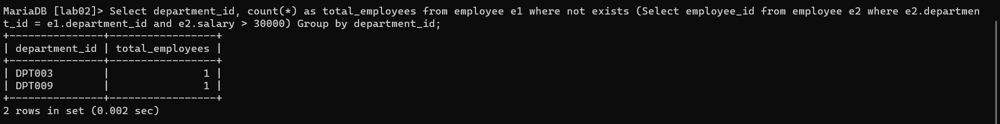 MariaDB [lab02]> Select department_id, count(*) as total_employees from employee e1 where not exists (Select employee_id from employee e2 where e2.departmen
t_id = e1.department_id and e2.salary > 30000) Group by department_id;
+---------------+-----------------+
| department_id | total_employees |
+---------------+-----------------+
| DPT003        |               1 |
| DPT009        |               1 |
+---------------+-----------------+
2 rows in set (0.002 sec)